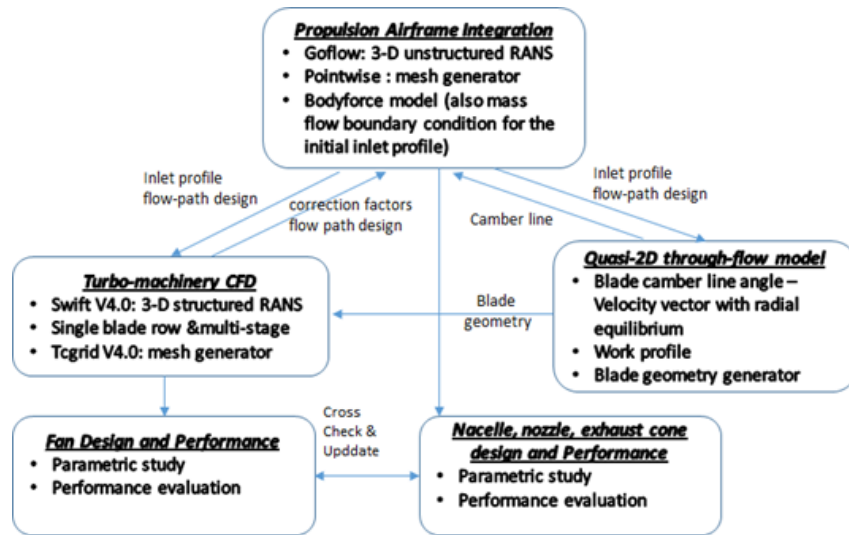 Propulsion Airframe Integration
• Goflow: 3-D unstructured RANS
• Pointwise : mesh generator
• Bodyforce model (also mass
flow boundary condition for the
initial inlet profile)
Inlet profile
flow-path design
correction factors
flow path design
Inlet profile
flow-path design
Camber line
Turbo-machinery CFD
• Swift V4.0: 3-D structured RANS
• Single blade row &multi-stage
• Tcgrid V4.0: mesh generator
Blade
geometry
Quasi-2D through-flow model
• Blade camber line angle –
Velocity vector with radial
equilibrium
• Work profile
• Blade geometry generator
Fan Design and Performance
• Parametric study
• Performance evaluation
Cross
Check &
Upddate
Nacelle, nozzle, exhaust cone
design and Performance
• Parametric study
• Performance evaluation